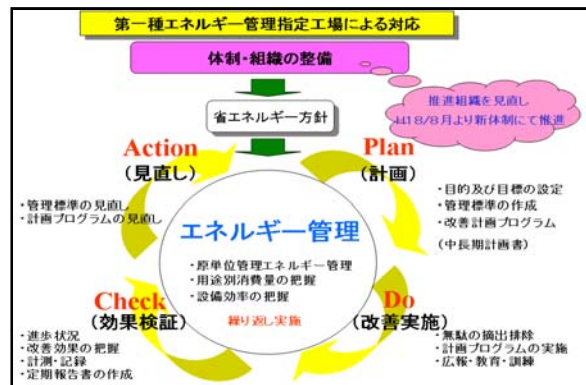 第一種エネルギー管理指定工場による対応
体制・組織の整備
推進組織を見直し
H18/8月より新体制にて推進
省エネルギー方針
Action
(見直し)
・管理標準の見直し
・計画プログラムの見直し
Plan
(計画)
・目的及び目標の設定
・管理標準の作成
・改善計画プログラム
(中長期計画書)
エネルギー管理
・原単位管理エネルギー管理
・用途別消費量の把握
・設備効率の把握
繰り返し実施
Check
(効果検証)
・進歩状況
・改善効果の把握
・計測・記録
・定期報告書の作成
Do
(改善実施)
・無駄の摘出排除
・計画プログラムの実施
・広報・教育・訓練